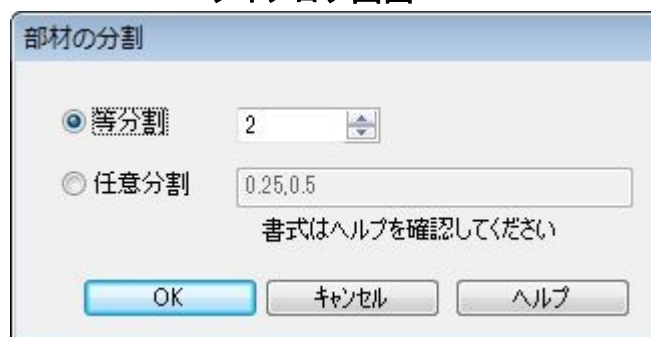 部材の分割
等分割 2
任意分割 0.25,0.5
書式はヘルプを確認してください
OK キャンセル ヘルプ